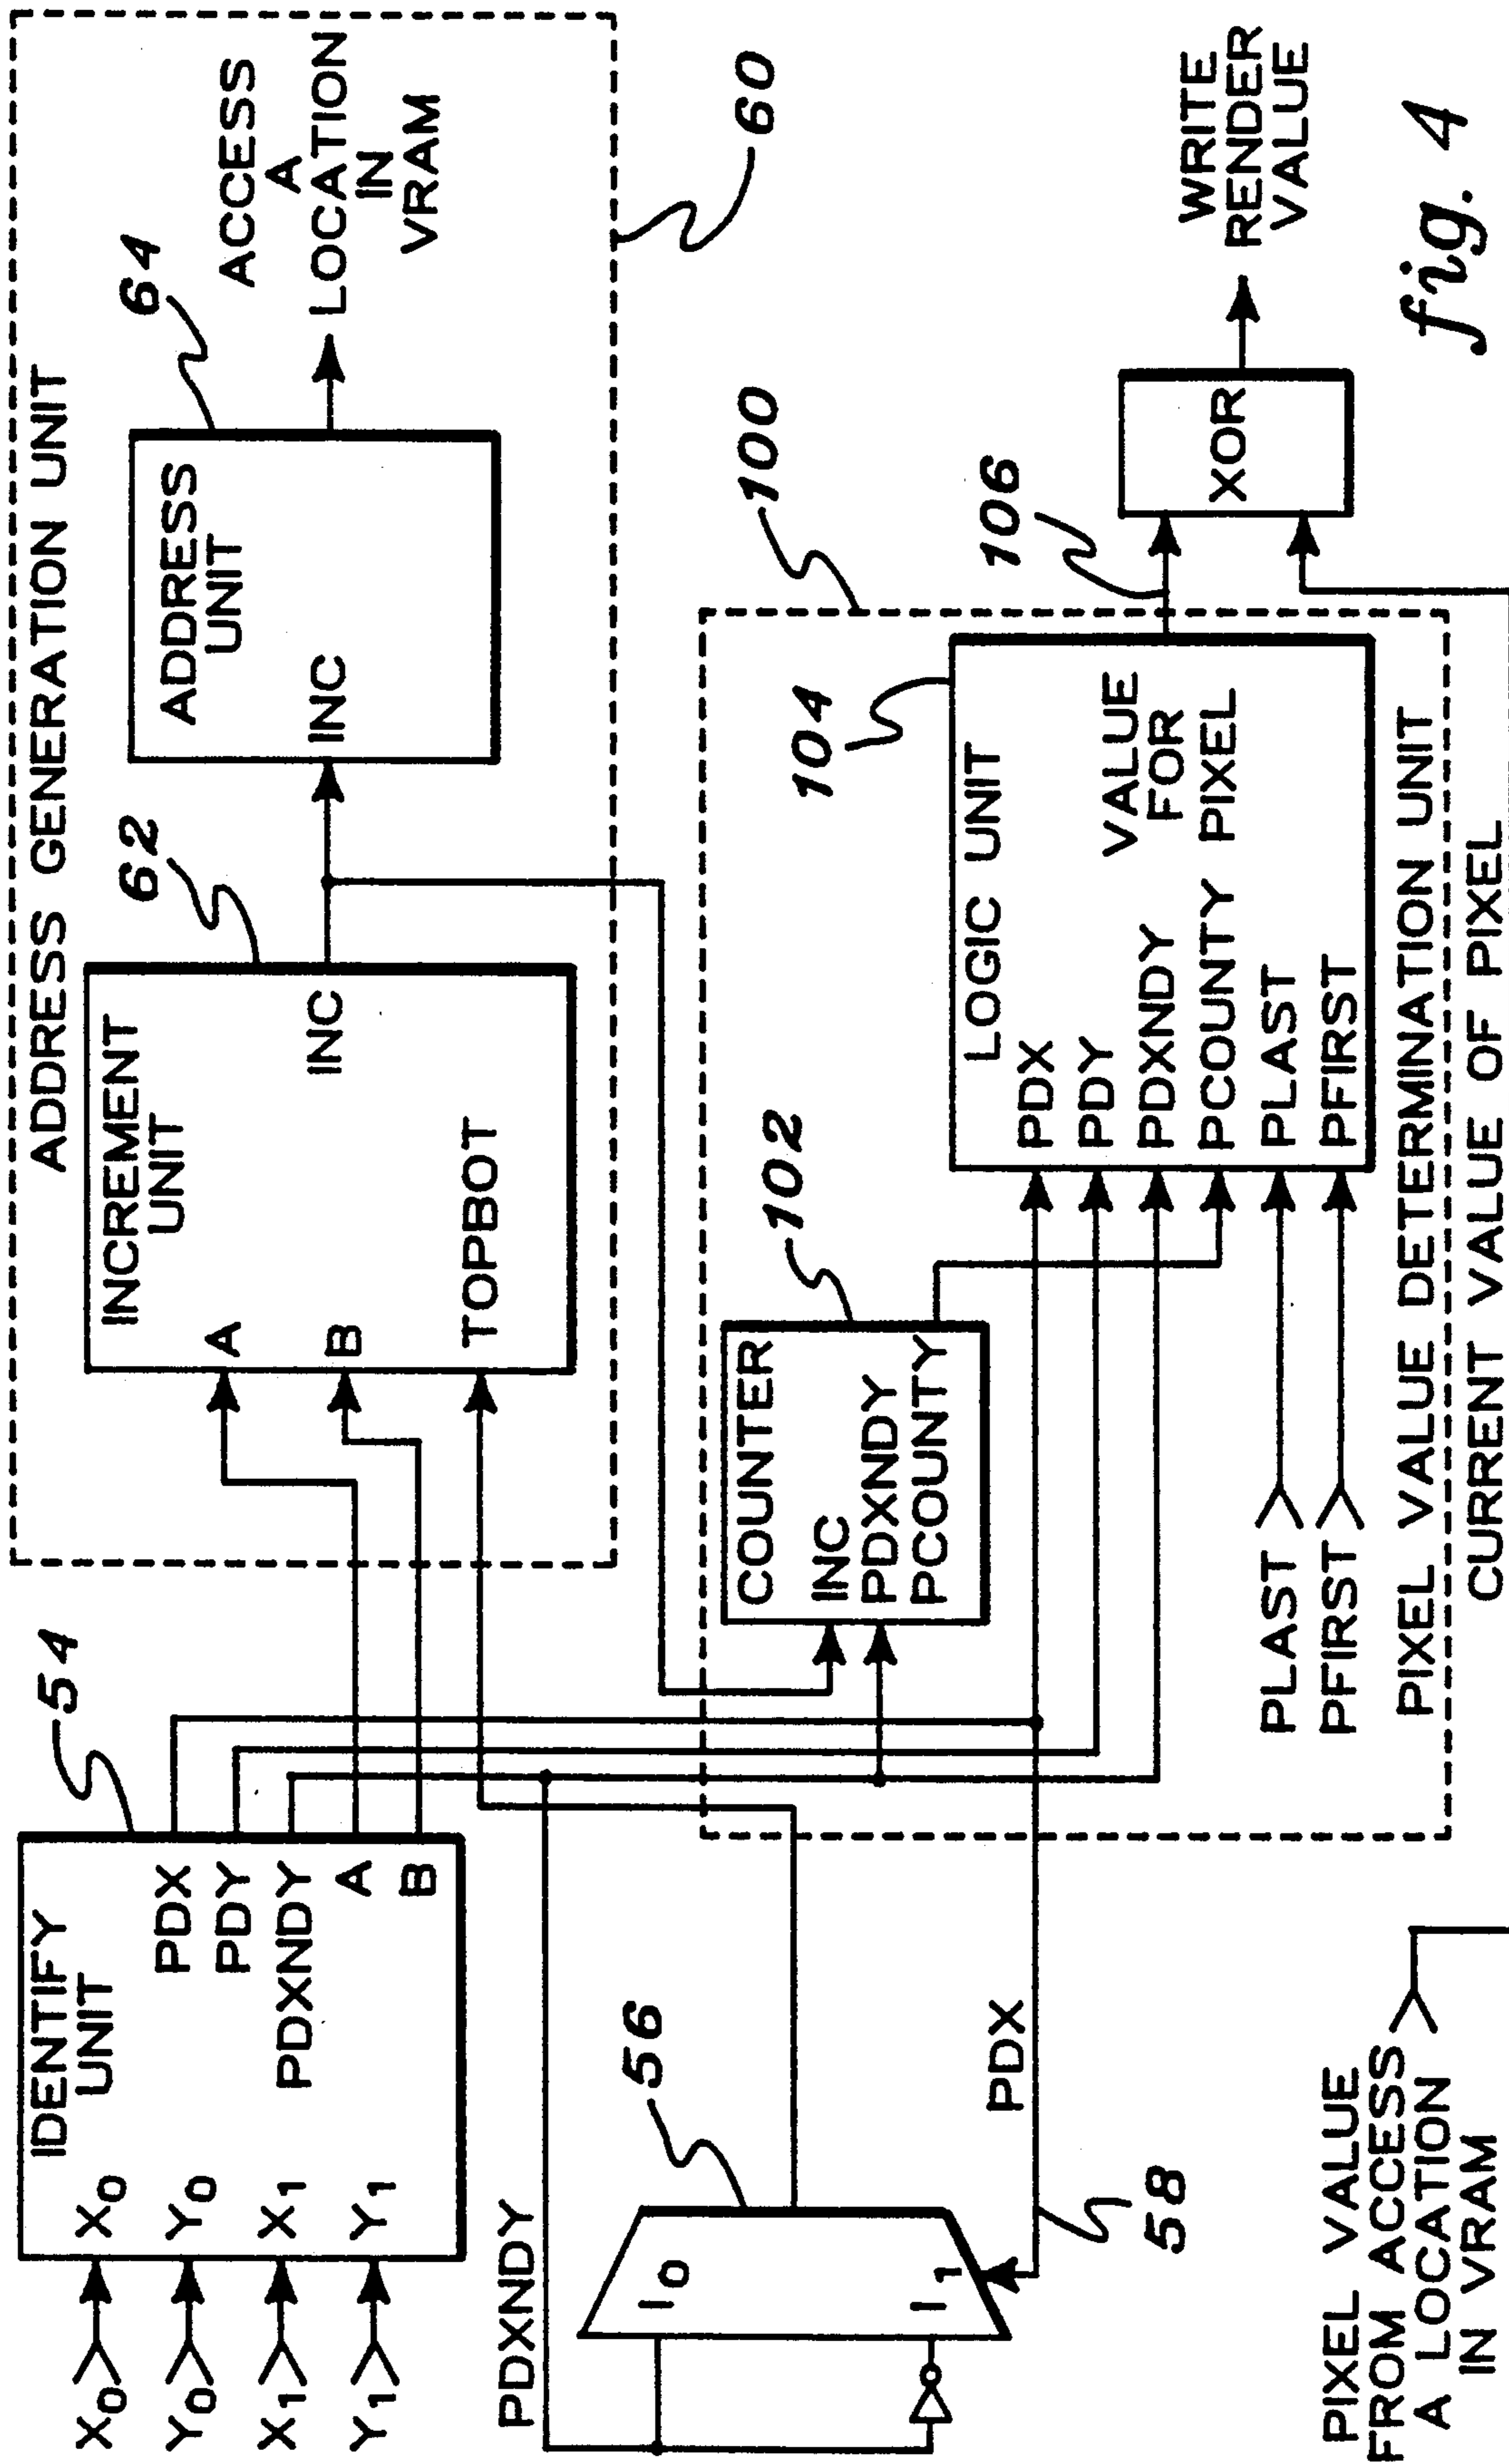 ADDRESS GENERATION UNIT
IDENTIFY
UNIT
X0
Y0
X1
Y1
X0
Y0
X1
Y1
PDX
PDY
PDXNDY
A
B
54
INCREMENT
UNIT
A
B
TOPBOT
INC
62
ADDRESS
UNIT
INC
64
ACCESS
A
LOCATION
IN
VRAM
60
PDXNDY
I0
I1
56
PDX
58
COUNTER
INC
PDXNDY
PCOUNTY
102
LOGIC UNIT
PDX
PDY
PDXNDY
PCOUNTY
PLAST
PFIRST
VALUE
FOR
PIXEL
104
100
106
PLAST
PFIRST
PIXEL VALUE DETERMINATION UNIT
CURRENT VALUE OF PIXEL
XOR
WRITE
RENDER
VALUE
PIXEL VALUE
FROM ACCESS
A LOCATION
IN VRAM
fig. 4